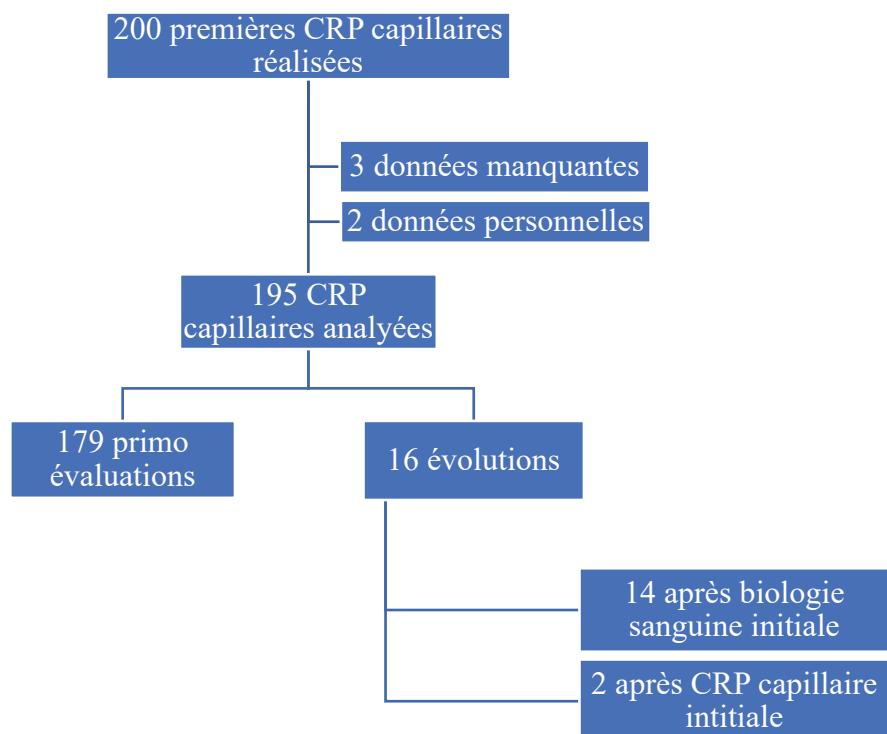 200 premières CRP capillaires
réalisées
3 données manquantes
2 données personnelles
195 CRP
capillaires analyées
179 primo
évaluations
16 évolutions
14 après biologie
sanguine initiale
2 après CRP capillaire
intitiale